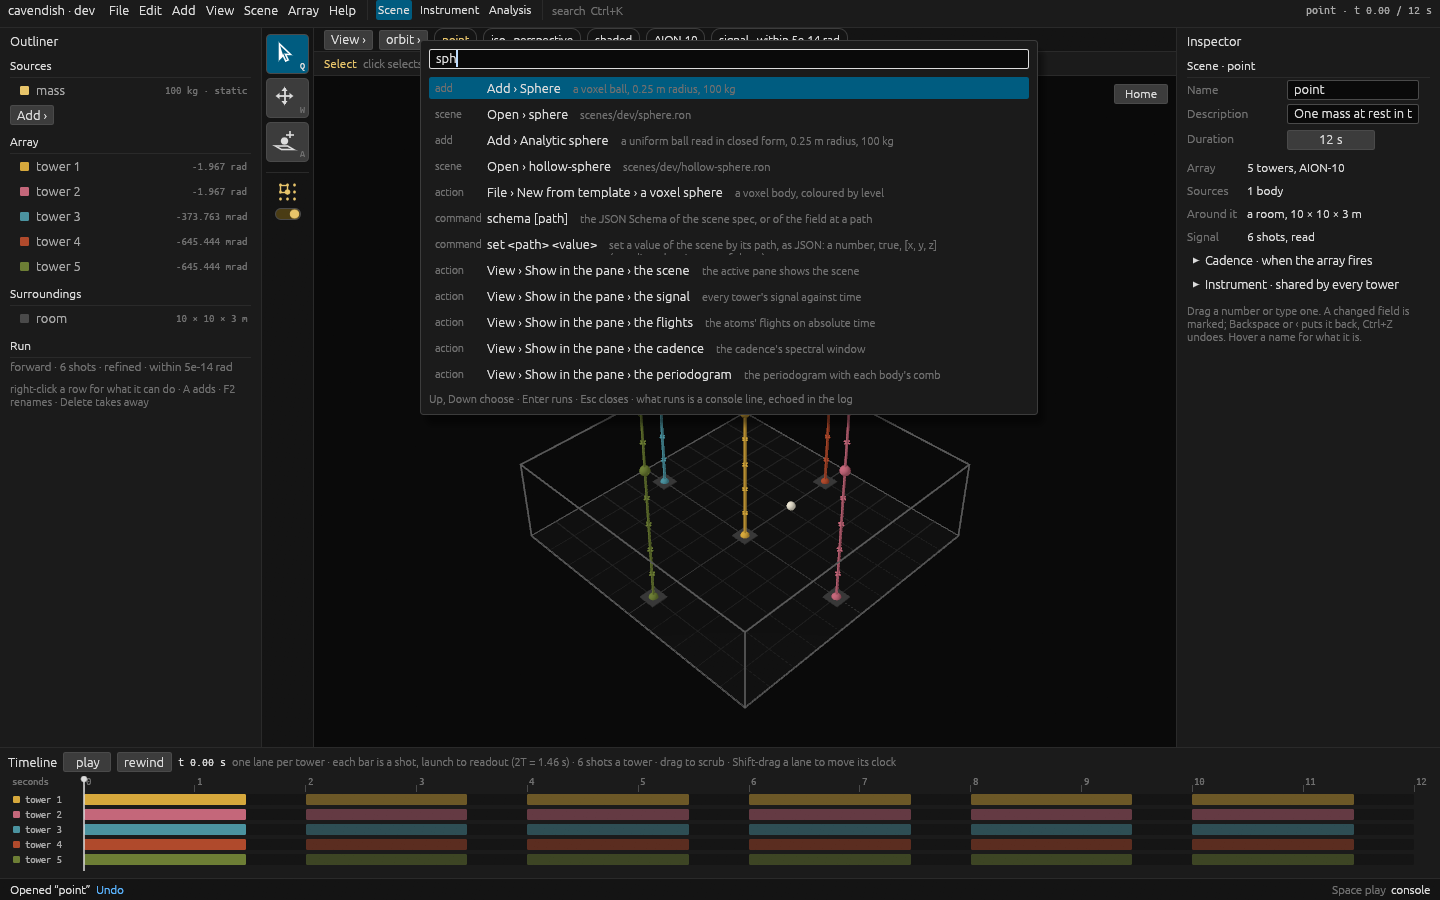 cavendish · dev File Edit Add View Scene Array Help Scene Instrument Analysis search Ctrl+K point · t 0.00 / 12 s
Outliner
Sources
mass 100 kg · static
Add ›
Array
tower 1 -1.967 rad
tower 2 -1.967 rad
tower 3 -373.763 mrad
tower 4 -645.444 mrad
tower 5 -645.444 mrad
Surroundings
room 10 × 10 × 3 m
Run
forward · 6 shots · refined · within 5e-14 rad
right-click a row for what it can do · A adds · F2
renames · Delete takes away
Q
W
A
View › orbit › point iso perspective shaded AION-10 signal within 5e-14 rad
Select click selects
Home
sph
add Add › Sphere a voxel ball, 0.25 m radius, 100 kg
scene Open › sphere scenes/dev/sphere.ron
add Add › Analytic sphere a uniform ball read in closed form, 0.25 m radius, 100 kg
scene Open › hollow-sphere scenes/dev/hollow-sphere.ron
action File › New from template › a voxel sphere a voxel body, coloured by level
command schema [path] the JSON Schema of the scene spec, or of the field at a path
command set <path> <value> set a value of the scene by its path, as JSON: a number, true, [x, y, z]
action View › Show in the pane › the scene the active pane shows the scene
action View › Show in the pane › the signal every tower's signal against time
action View › Show in the pane › the flights the atoms' flights on absolute time
action View › Show in the pane › the cadence the cadence's spectral window
action View › Show in the pane › the periodogram the periodogram with each body's comb
Up, Down choose · Enter runs · Esc closes · what runs is a console line, echoed in the log
Inspector
Scene · point
Name point
Description One mass at rest in t
Duration 12 s
Array 5 towers, AION-10
Sources 1 body
Around it a room, 10 × 10 × 3 m
Signal 6 shots, read
► Cadence · when the array fires
► Instrument · shared by every tower
Drag a number or type one. A changed field is
marked; Backspace or ‹ puts it back, Ctrl+Z
undoes. Hover a name for what it is.
Timeline play rewind t 0.00 s one lane per tower · each bar is a shot, launch to readout (2T = 1.46 s) · 6 shots a tower · drag to scrub · Shift-drag a lane to move its clock
seconds 0 1 2 3 4 5 6 7 8 9 10 11 12
tower 1
tower 2
tower 3
tower 4
tower 5
Opened “point” Undo Space play console